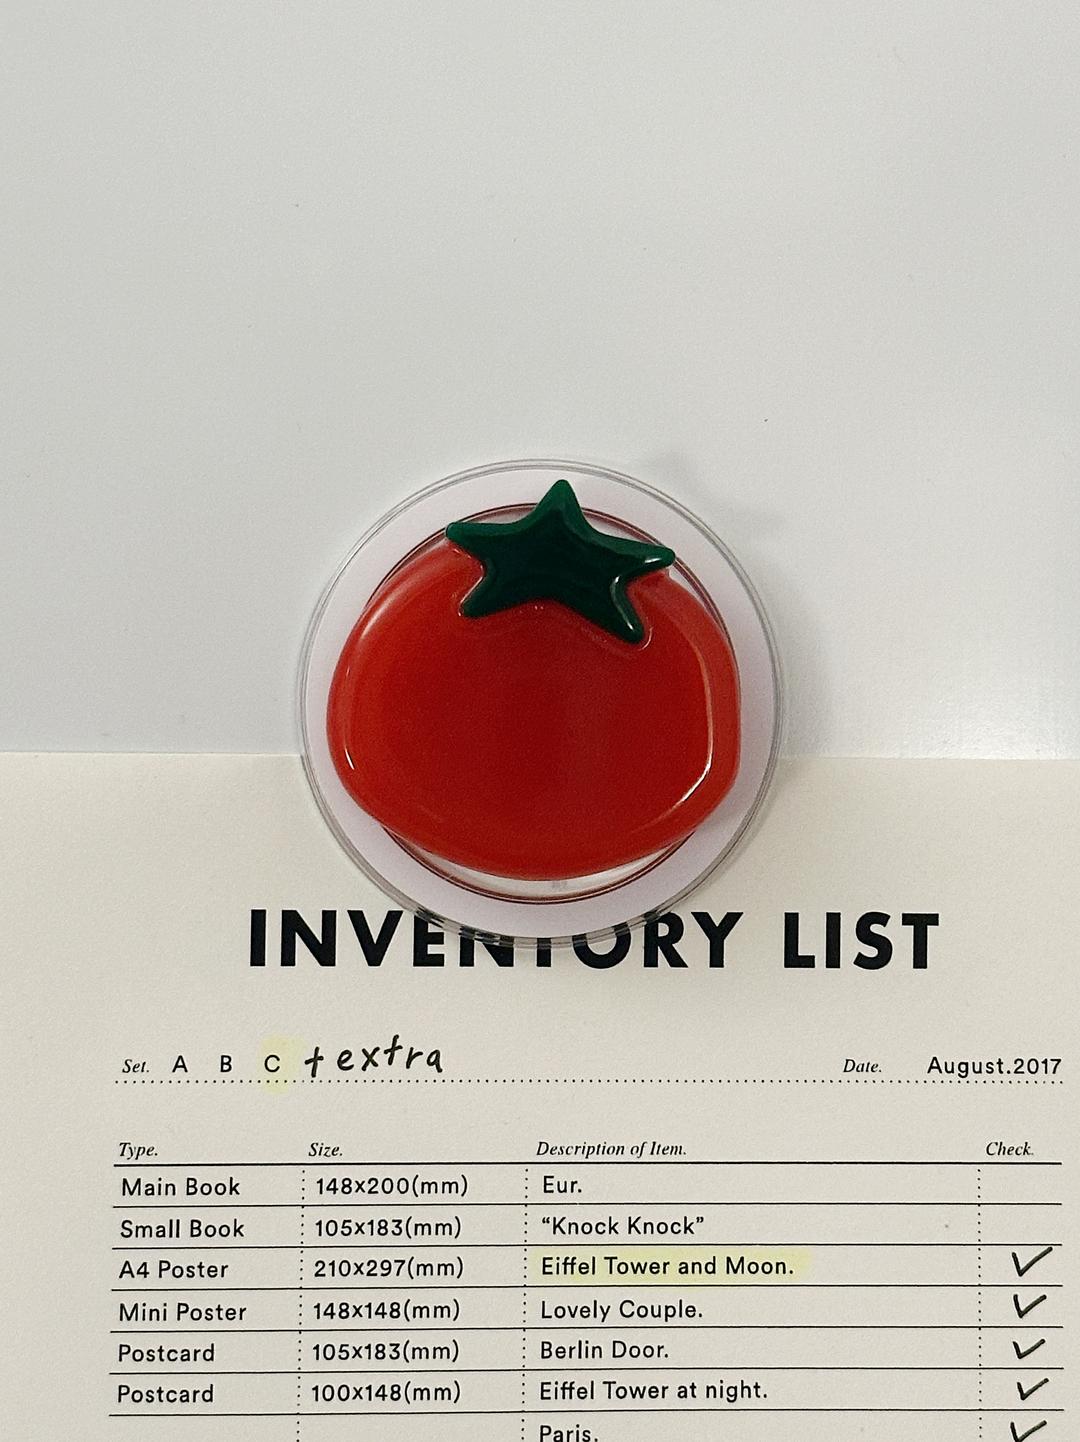 INVENTORY LIST
Set. A B C + extra Date. August.2017
Type. Size. Description of Item. Check.
Main Book 148x200(mm) Eur.
Small Book 105x183(mm) “Knock Knock”
A4 Poster 210x297(mm) Eiffel Tower and Moon. ✓
Mini Poster 148x148(mm) Lovely Couple. ✓
Postcard 105x183(mm) Berlin Door. ✓
Postcard 100x148(mm) Eiffel Tower at night. ✓
Paris. ✓